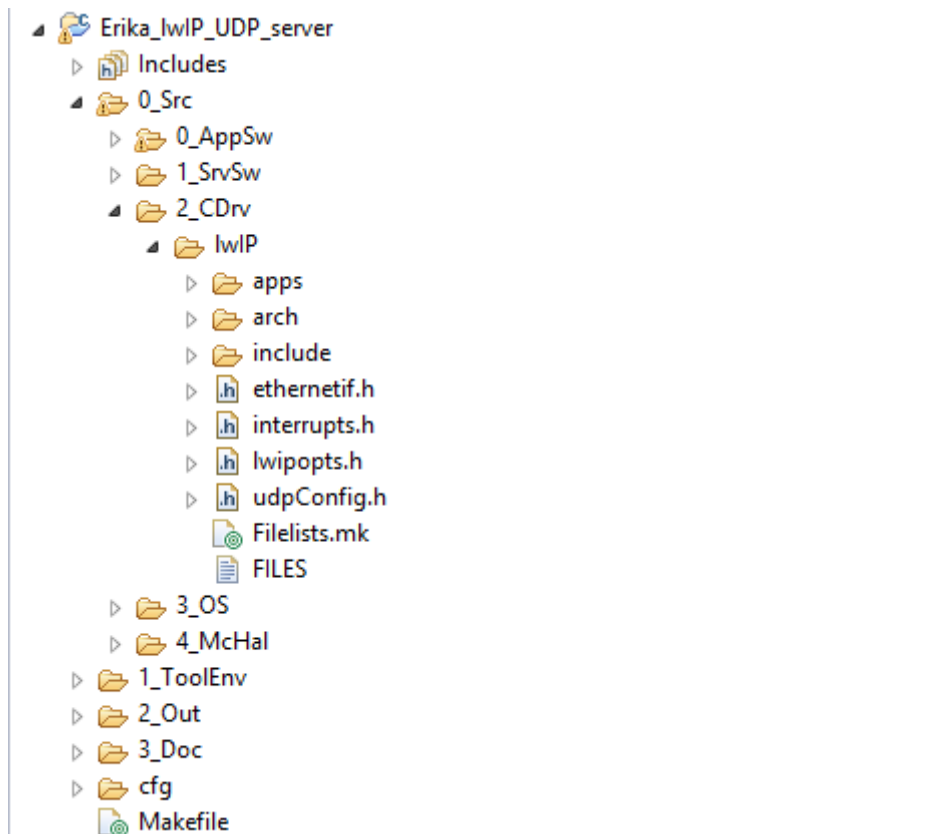 Erika_lwIP_UDP_server
Includes
0_Src
0_AppSw
1_SrvSw
2_CDrv
lwIP
apps
arch
include
ethernetif.h
interrupts.h
lwipopts.h
udpConfig.h
Filelists.mk
FILES
3_OS
4_McHal
1_ToolEnv
2_Out
3_Doc
cfg
Makefile